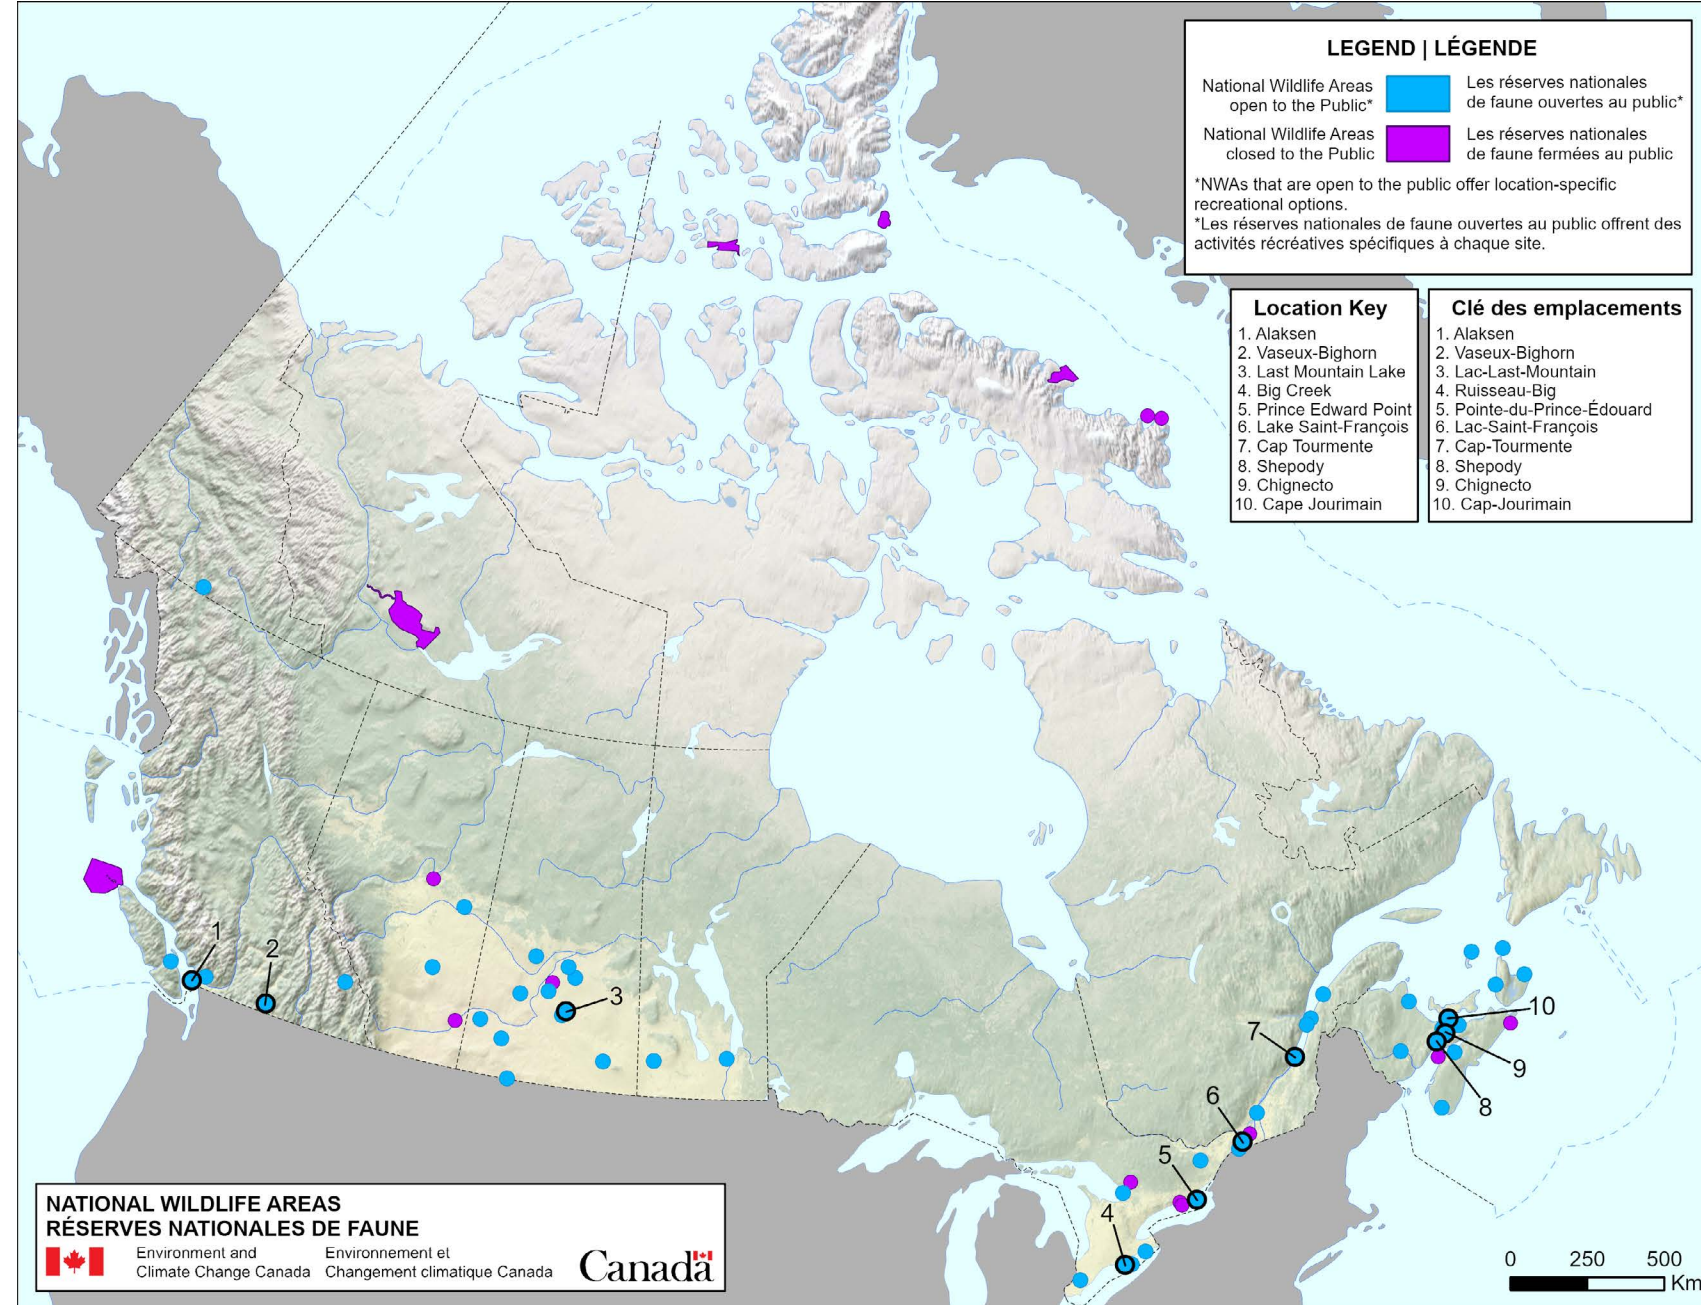 LEGEND | LÉGENDE
National Wildlife Areas
open to the Public*
Les réserves nationales
de faune ouvertes au public*
National Wildlife Areas
closed to the Public
Les réserves nationales
de faune fermées au public
*NWAs that are open to the public offer location-specific
recreational options.
*Les réserves nationales de faune ouvertes au public offrent des
activités récréatives spécifiques à chaque site.
Location Key
1. Alaksen
2. Vaseux-Bighorn
3. Last Mountain Lake
4. Big Creek
5. Prince Edward Point
6. Lake Saint-François
7. Cap Tourmente
8. Shepody
9. Chignecto
10. Cape Jourimain
Clé des emplacements
1. Alaksen
2. Vaseux-Bighorn
3. Lac-Last-Mountain
4. Ruisseau-Big
5. Pointe-du-Prince-Édouard
6. Lac-Saint-François
7. Cap-Tourmente
8. Shepody
9. Chignecto
10. Cap-Jourimain
1
2
3
10
7
9
6
8
5
4
NATIONAL WILDLIFE AREAS
RÉSERVES NATIONALES DE FAUNE
Environment and
Climate Change Canada
Environnement et
Changement climatique Canada
Canada
0 250 500
Km